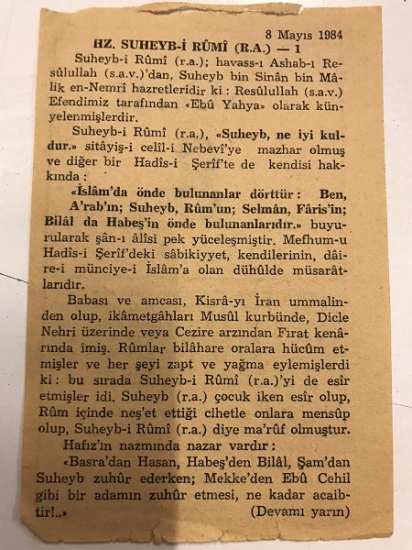 8 Mayıs 1984
HZ. SUHEYB-İ RÛMÎ (R.A.) — 1
Suheyb-i Rûmî (r.a.); havass-ı Ashab-ı Re-
sûlullah (s.a.v.)'dan, Suheyb bin Sinân bin Mâ-
lik en-Nemrî hazretleridir ki : Resûlullah (s.a.v.)
Efendimiz tarafından «Ebû Yahya» olarak kün-
yelenmişlerdir.
Suheyb-i Rûmî (r.a.), «Suheyb, ne iyi kul-
dur.» sitâyiş-i celîl-i Nebevî'ye mazhar olmuş
ve diğer bir Hadîs-i Şerîf'te de kendisi hak-
kında :
«İslâm'da önde bulunanlar dörttür : Ben,
A'rab'ın; Suheyb, Rûm'un; Selmân, Fâris'in;
Bilâl da Habeş'in önde bulunanlarıdır.» buyu-
rularak şân-ı âlîsi pek yüceleşmiştir. Mefhum-u
Hadîs-i Şerîf'deki sâbikiyyet, kendilerinin, dâi-
re-i münciye-i İslâm'a olan dühûlde müsarât-
larıdır.
Babası ve amcası, Kisrâ-yı İran ummalin-
den olup, ikâmetgâhları Musûl kurbünde, Dicle
Nehri üzerinde veya Cezire arzından Fırat kenâ-
rında imiş. Rûmlar bilâhare oralara hücûm et-
mişler ve her şeyi zapt ve yağma eylemişlerdi
ki : bu sırada Suheyb-i Rûmî (r.a.)'yi de esîr
etmişler idi. Suheyb (r.a.) çocuk iken esîr olup,
Rûm içinde neş'et ettiği cihetle onlara mensûp
olup, Suheyb-i Rûmî (r.a.) diye ma'rûf olmuştur.
Hafız'ın nazmında nazar vardır :
«Basra'dan Hasan, Habeş'den Bilâl, Şam'dan
Suheyb zuhûr ederken; Mekke'den Ebû Cehil
gibi bir adamın zuhûr etmesi, ne kadar acaib-
tir!..» (Devamı yarın)